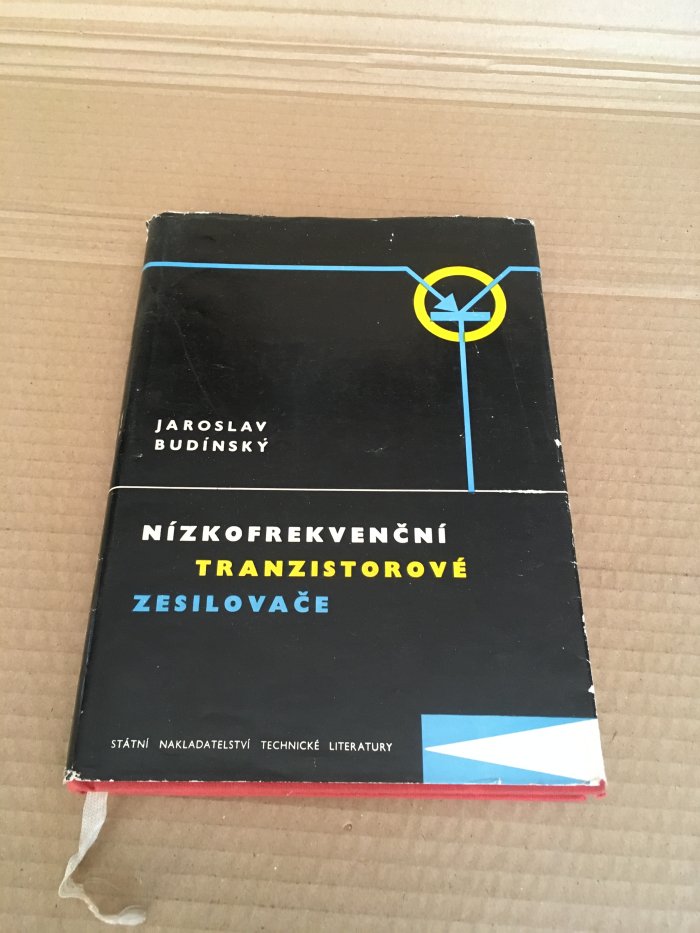 JAROSLAV
BUDÍNSKÝ
NÍZKOFREKVENČNÍ
TRANZISTOROVÉ
ZESILOVAČE
STÁTNÍ NAKLADATELSTVÍ TECHNICKÉ LITERATURY